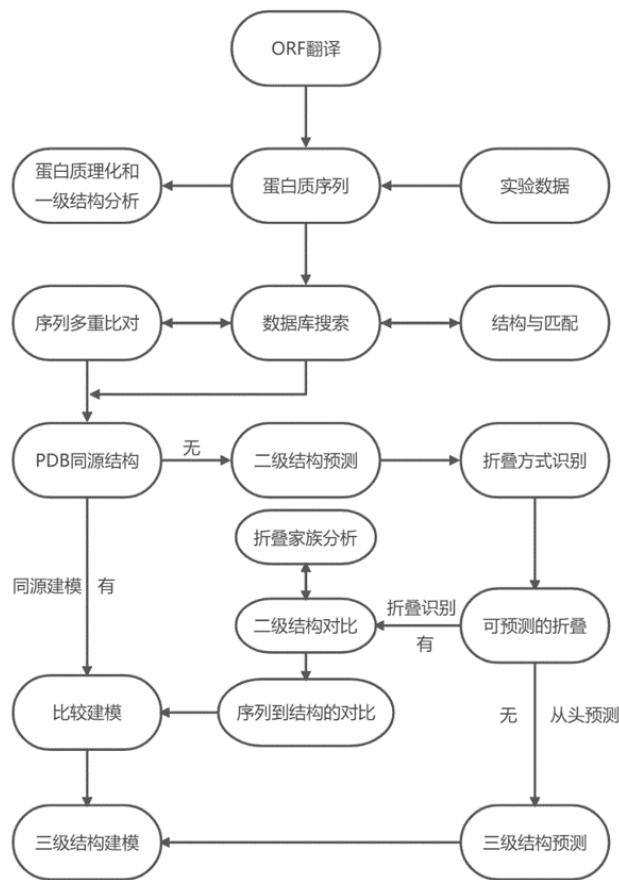 ORF翻译
蛋白质理化和
一级结构分析
蛋白质序列
实验数据
序列多重比对
数据库搜索
结构与匹配
PDB同源结构
无
二级结构预测
折叠方式识别
折叠家族分析
同源建模
有
二级结构对比
折叠识别
有
可预测的折叠
比较建模
序列到结构的对比
无
从头预测
三级结构建模
三级结构预测